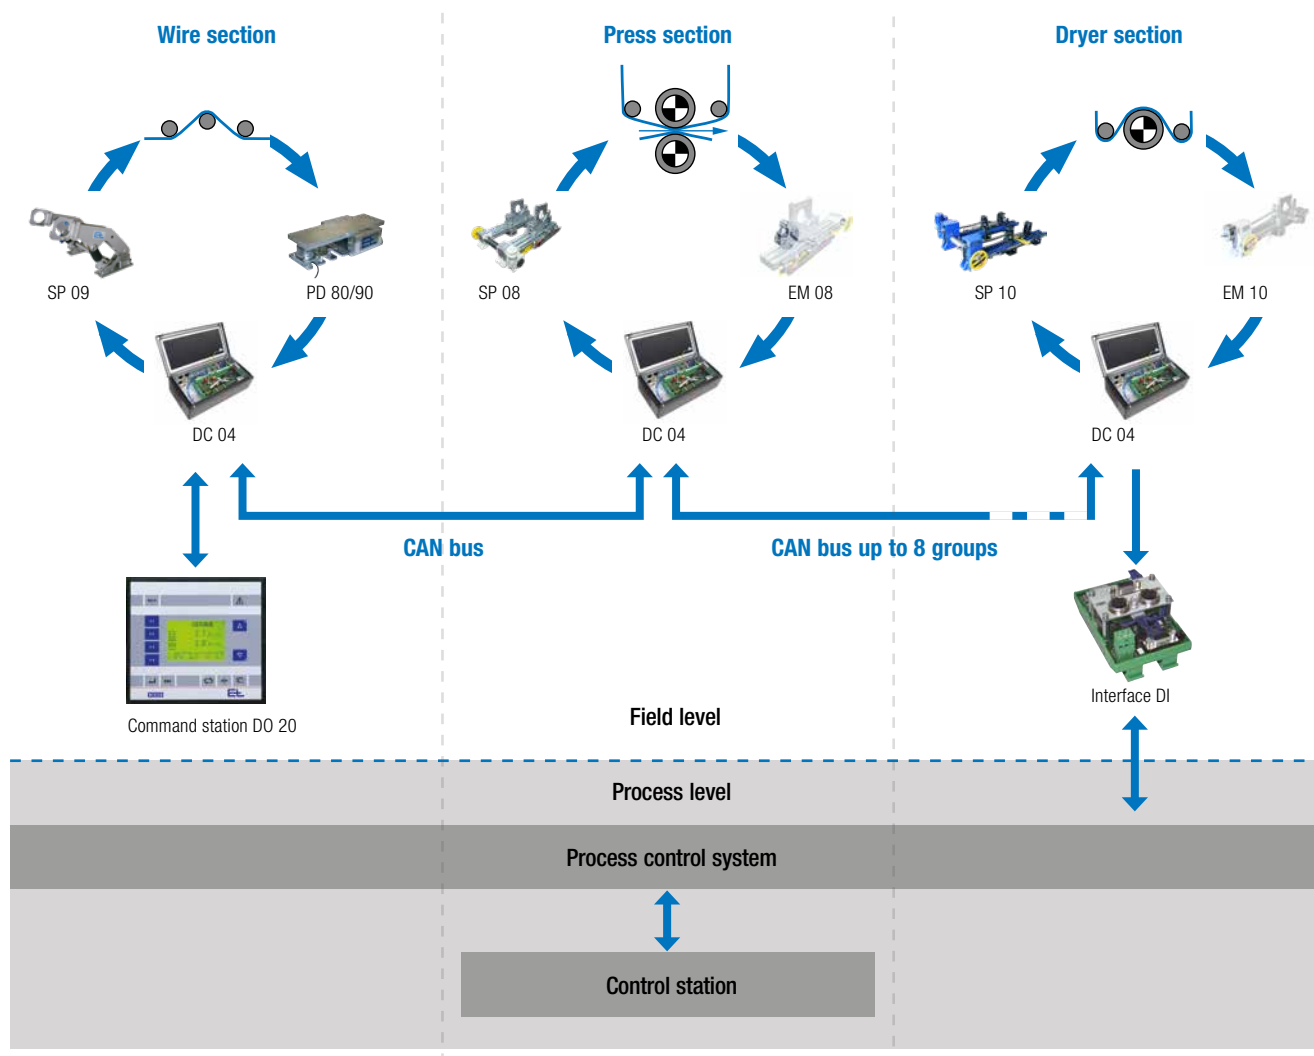 Wire section
Press section
Dryer section
SP 09
PD 80/90
SP 08
EM 08
SP 10
EM 10
DC 04
DC 04
DC 04
CAN bus
CAN bus up to 8 groups
Command station DO 20
Interface DI
Field level
Process level
Process control system
Control station